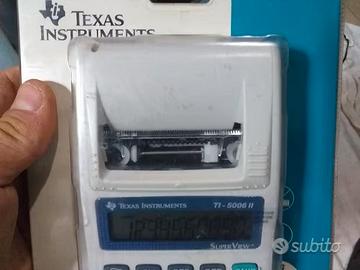 TEXAS
INSTRUMENTS
TEXAS INSTRUMENTS
TI-5006 II
SUPERVIEW
subito